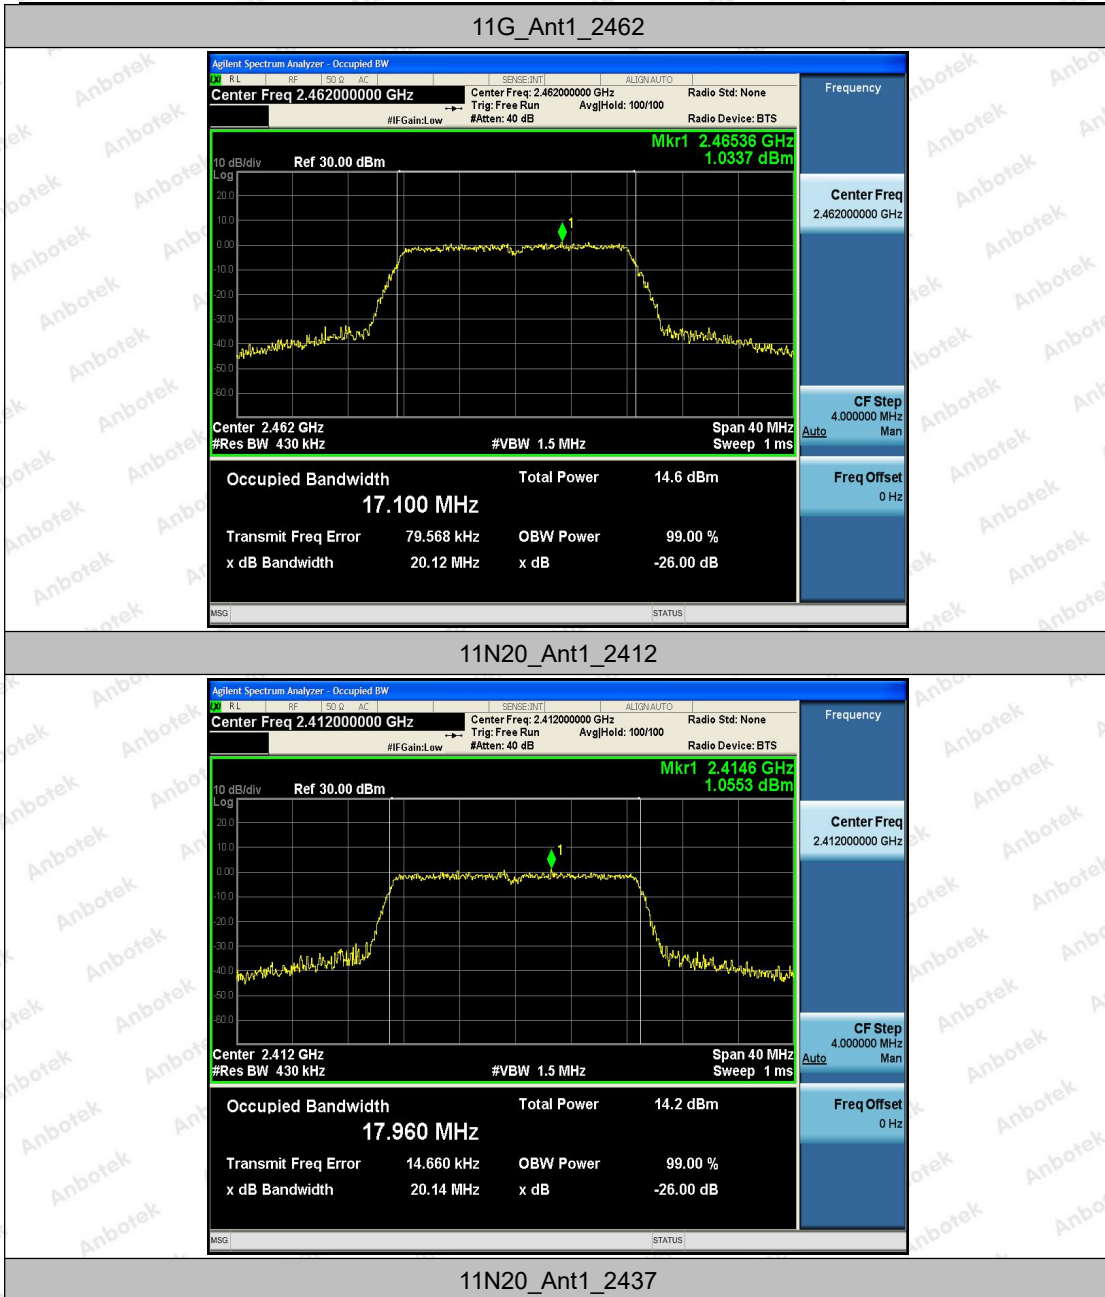 11G_Ant1_2462
Agilent Spectrum Analyzer - Occupied BW
LXI RL RF 50 Ω AC SENSE:INT ALIGNAUTO
Center Freq 2.462000000 GHz
Center Freq: 2.462000000 GHz Radio Std: None
Trig: Free Run Avg|Hold: 100/100
#IFGain:Low #Atten: 40 dB Radio Device: BTS
Mkr1 2.46536 GHz
1.0337 dBm
10 dB/div Ref 30.00 dBm
Log
20.0
10.0
1
0.00
-10.0
-20.0
-30.0
-40.0
-50.0
-60.0
Center 2.462 GHz Span 40 MHz
#Res BW 430 kHz #VBW 1.5 MHz Sweep 1 ms
Occupied Bandwidth Total Power 14.6 dBm
17.100 MHz
Transmit Freq Error 79.568 kHz OBW Power 99.00 %
x dB Bandwidth 20.12 MHz x dB -26.00 dB
MSG STATUS
Frequency
Center Freq
2.462000000 GHz
CF Step
4.000000 MHz
Auto Man
Freq Offset
0 Hz
11N20_Ant1_2412
Agilent Spectrum Analyzer - Occupied BW
LXI RL RF 50 Ω AC SENSE:INT ALIGNAUTO
Center Freq 2.412000000 GHz
Center Freq: 2.412000000 GHz Radio Std: None
Trig: Free Run Avg|Hold: 100/100
#IFGain:Low #Atten: 40 dB Radio Device: BTS
Mkr1 2.4146 GHz
1.0553 dBm
10 dB/div Ref 30.00 dBm
Log
20.0
10.0
1
0.00
-10.0
-20.0
-30.0
-40.0
-50.0
-60.0
Center 2.412 GHz Span 40 MHz
#Res BW 430 kHz #VBW 1.5 MHz Sweep 1 ms
Occupied Bandwidth Total Power 14.2 dBm
17.960 MHz
Transmit Freq Error 14.660 kHz OBW Power 99.00 %
x dB Bandwidth 20.14 MHz x dB -26.00 dB
MSG STATUS
Frequency
Center Freq
2.412000000 GHz
CF Step
4.000000 MHz
Auto Man
Freq Offset
0 Hz
11N20_Ant1_2437